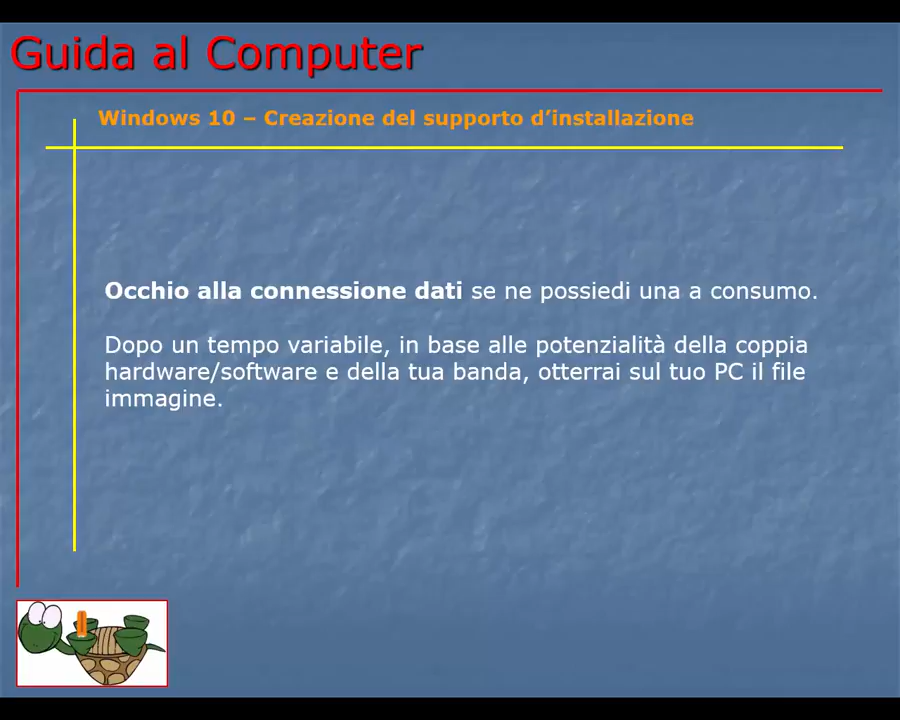 Guida al Computer
Windows 10 – Creazione del supporto d’installazione
Occhio alla connessione dati se ne possiedi una a consumo.
Dopo un tempo variabile, in base alle potenzialità della coppia
hardware/software e della tua banda, otterrai sul tuo PC il file
immagine.